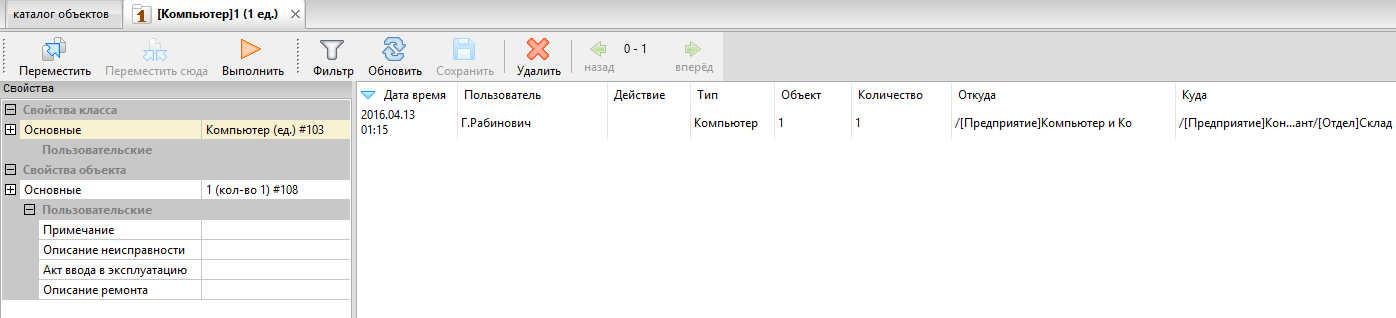 каталог объектов
[Компьютер]1 (1 ед.)
Переместить
Переместить сюда
Выполнить
Фильтр
Обновить
Сохранить
Удалить
назад
0 - 1
вперёд
Свойства
Свойства класса
Основные Компьютер (ед.) #103
Пользовательские
Свойства объекта
Основные 1 (кол-во 1) #108
Пользовательские
Примечание
Описание неисправности
Акт ввода в эксплуатацию
Описание ремонта
Дата время Пользователь Действие Тип Объект Количество Откуда Куда
2016.04.13
01:15
Г.Рабинович Компьютер 1 1 /[Предприятие]Компьютер и Ко /[Предприятие]Кон...ант/[Отдел]Склад